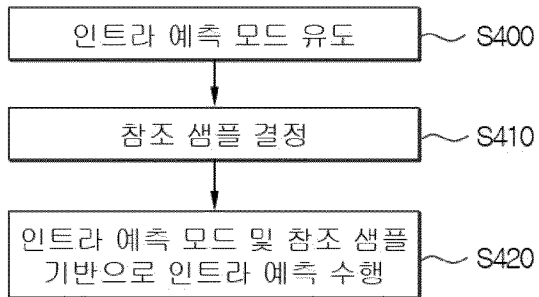 인트라 예측 모드 유도
S400
참조 샘플 결정
S410
인트라 예측 모드 및 참조 샘플
기반으로 인트라 예측 수행
S420